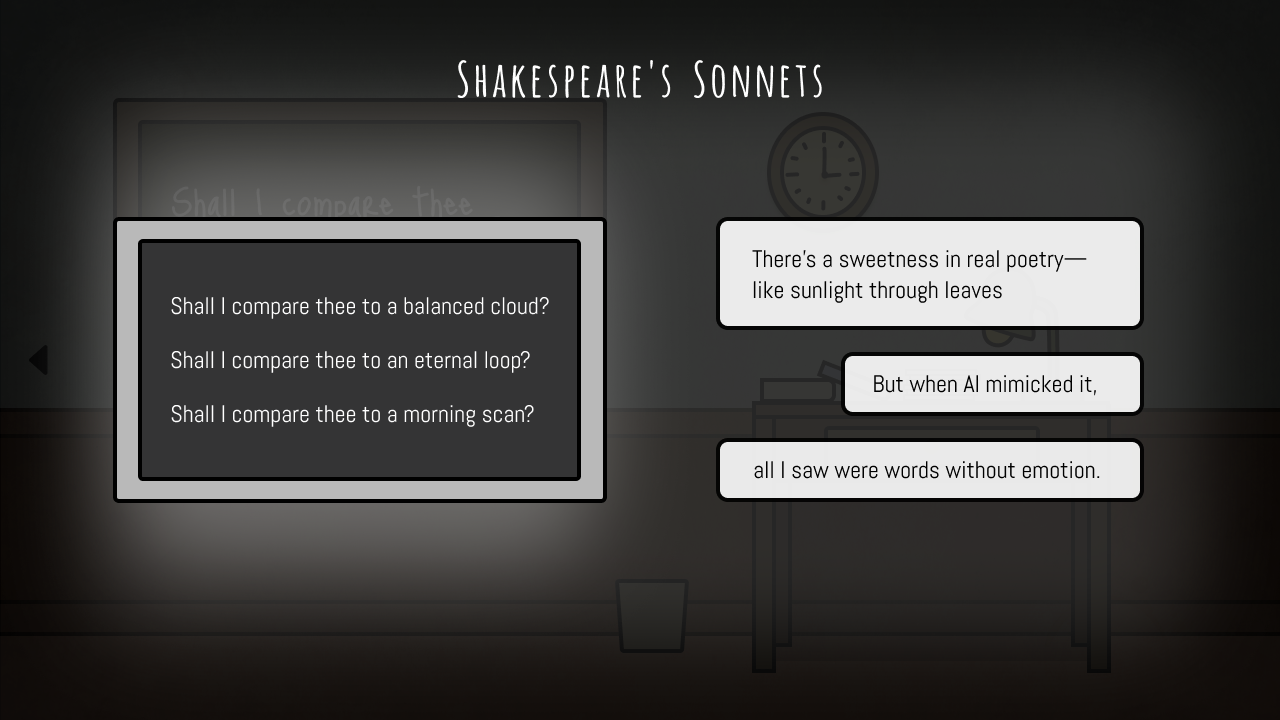 Shakespeare's Sonnets
Shall I compare thee
Shall I compare thee to a balanced cloud?
Shall I compare thee to an eternal loop?
Shall I compare thee to a morning scan?
There's a sweetness in real poetry—
like sunlight through leaves
But when AI mimicked it,
all I saw were words without emotion.